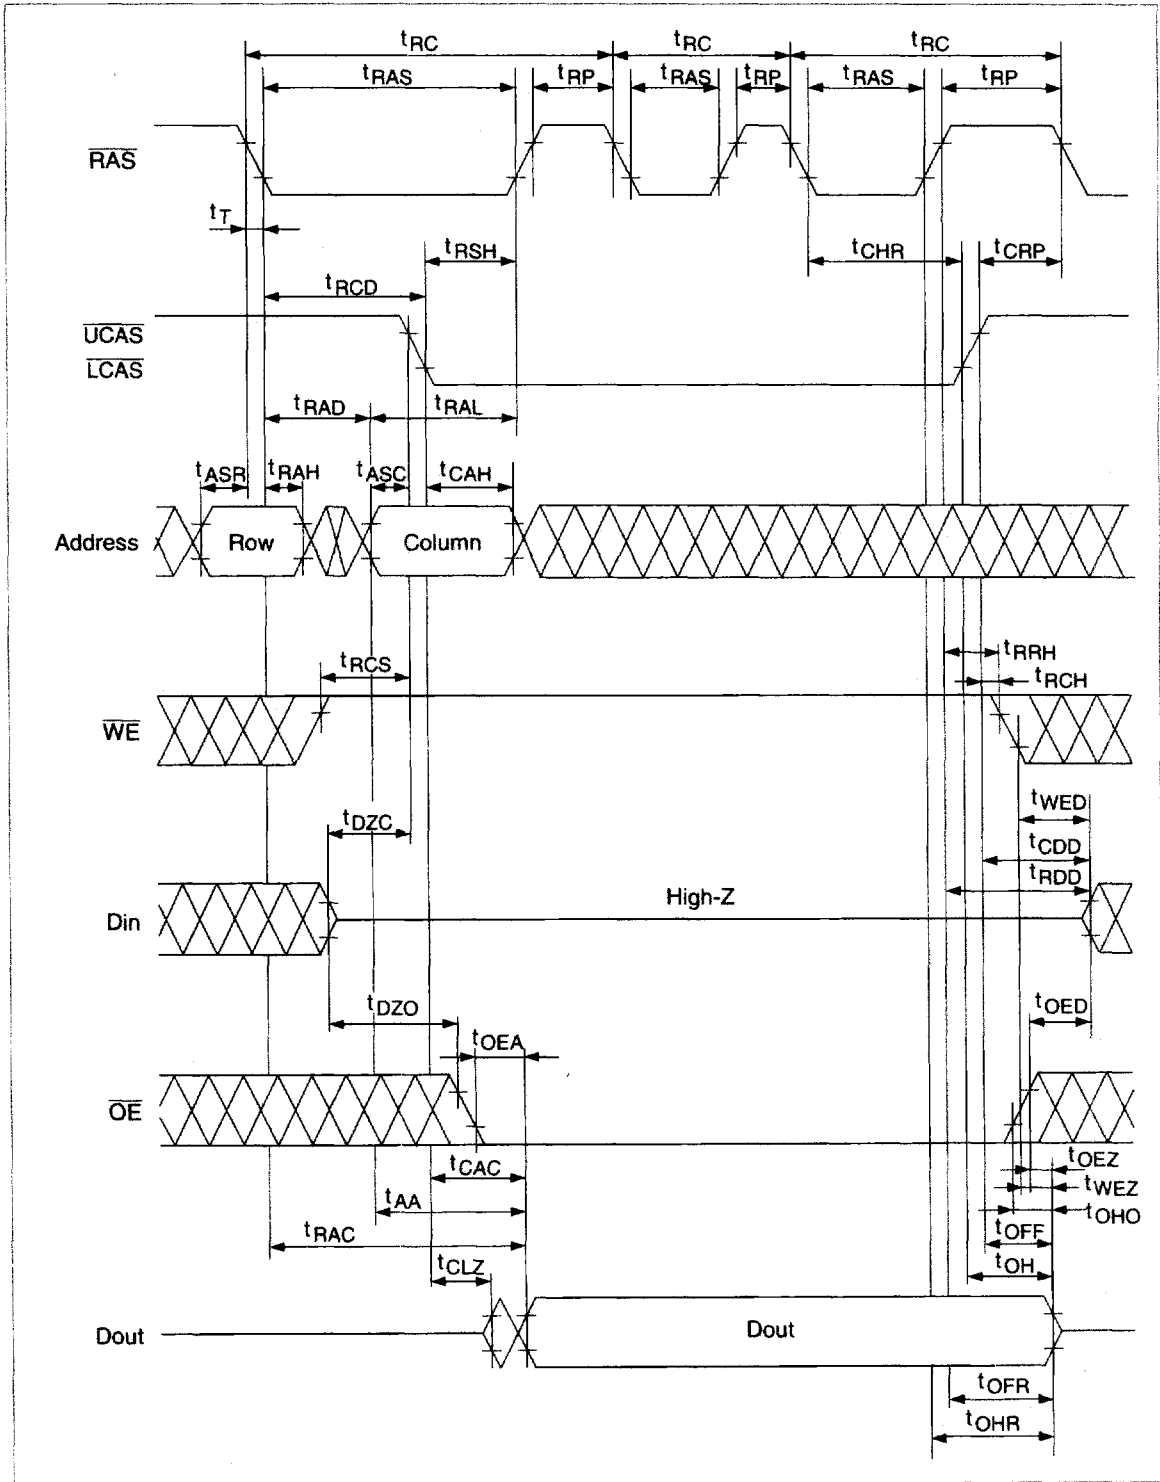 tRC tRC tRC
tRAS tRP tRAS tRP tRAS tRP
RAS
tT
tRSH tCHR tCRP
tRCD
UCAS
LCAS
tRAD tRAL
tASR tRAH tASC tCAH
Address Row Column
tRRH
tRCS
tRCH
WE
tWED
tDZC
tCDD
tRDD
High-Z
Din
tDZO tOED
tOEA
OE
tOEZ
tCAC
tWEZ
tAA
tOHO
tRAC tOFF
tCLZ tOH
Dout Dout
tOFR
tOHR